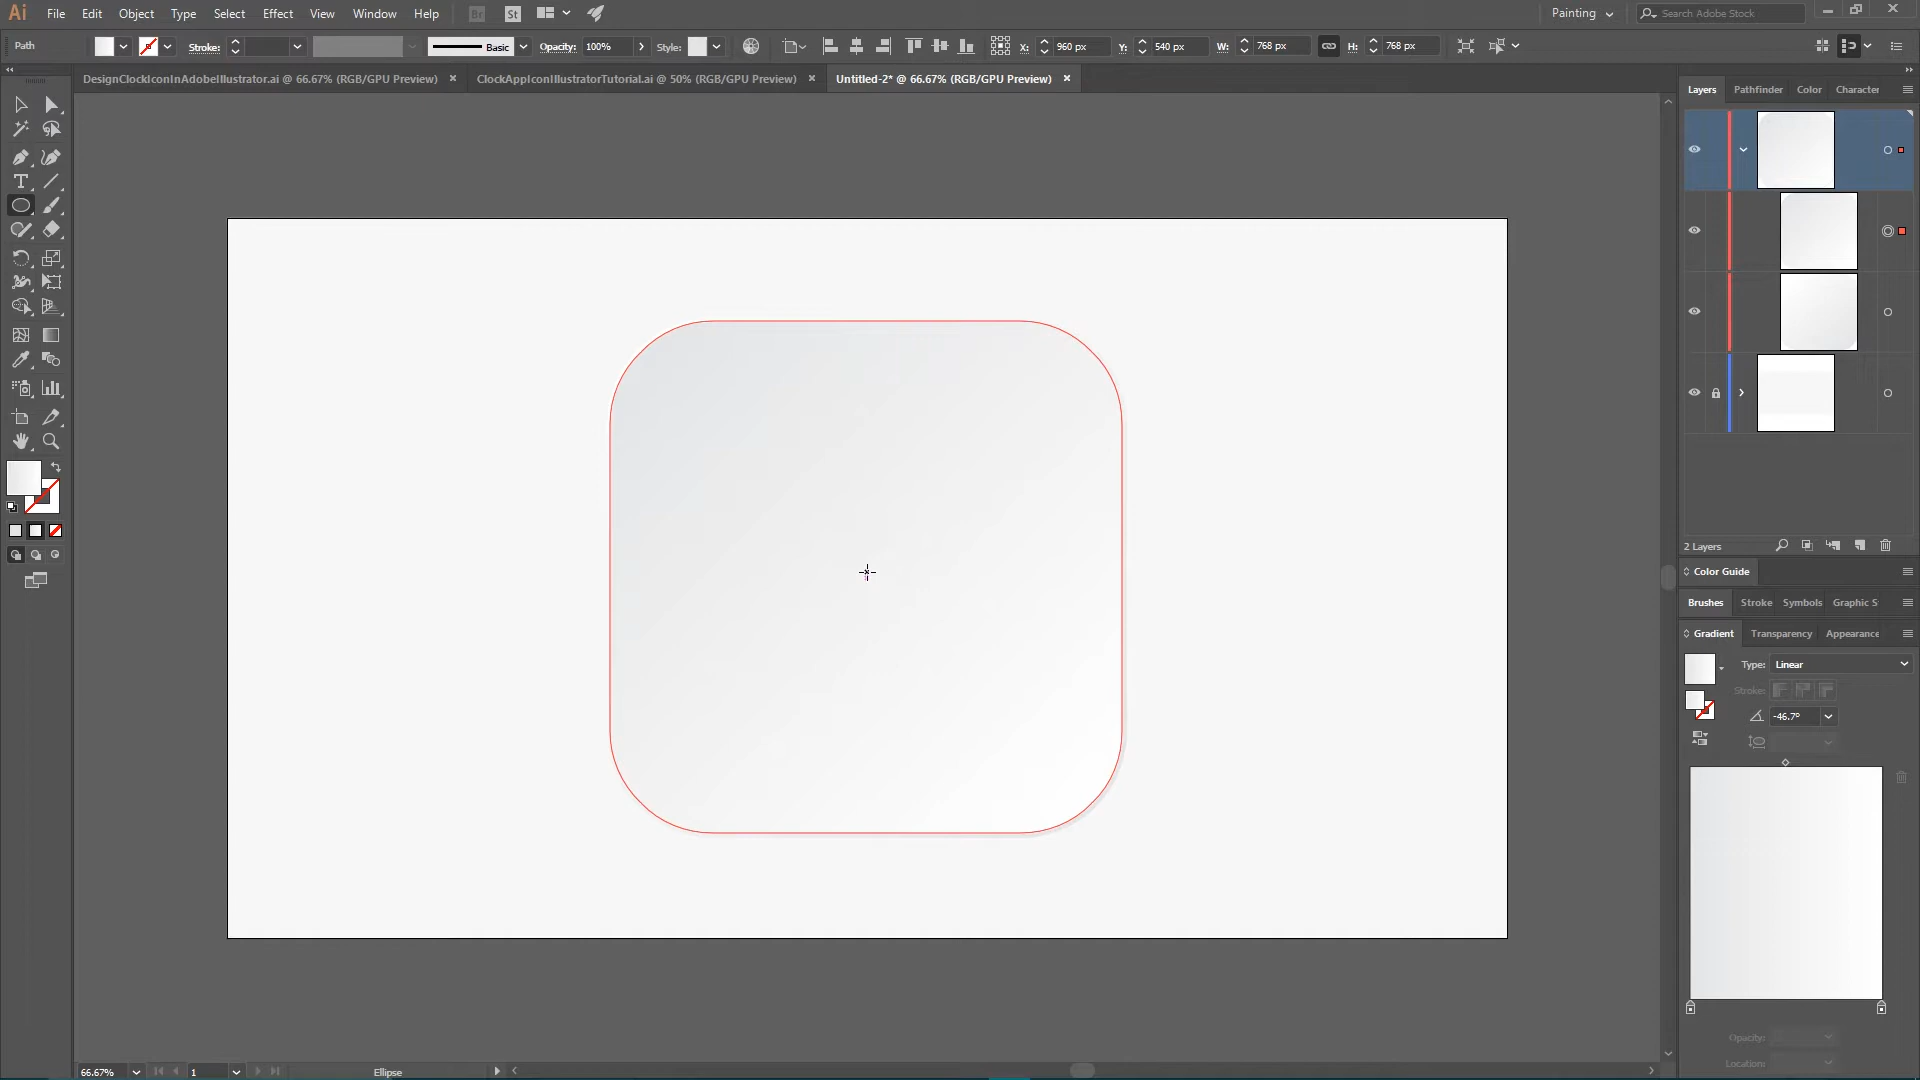 Ai File Edit Object Type Select Effect View Window Help Br St Painting Search Adobe Stock
Path Stroke: Basic Opacity: 100% Style: X: 960 px Y: 540 px W: 768 px H: 768 px
DesignClockIconInAdobeIllustrator.ai @ 66.67% (RGB/GPU Preview) × ClockAppIconIllustratorTutorial.ai @ 50% (RGB/GPU Preview) × Untitled-2* @ 66.67% (RGB/GPU Preview) ×
Layers Pathfinder Color Character
2 Layers
Color Guide
Brushes Stroke Symbols Graphic S
Gradient Transparency Appearance
Type: Linear
Stroke:
-46.7°
Opacity:
Location:
66.67% 1 Ellipse